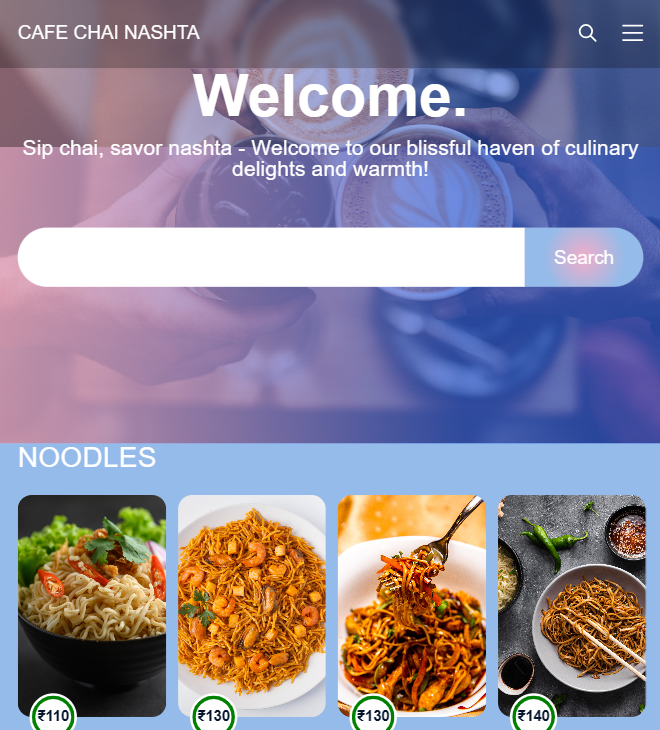 CAFE CHAI NASHTA
Welcome.
Sip chai, savor nashta - Welcome to our blissful haven of culinary
delights and warmth!
Search
NOODLES
₹110
₹130
₹130
₹140